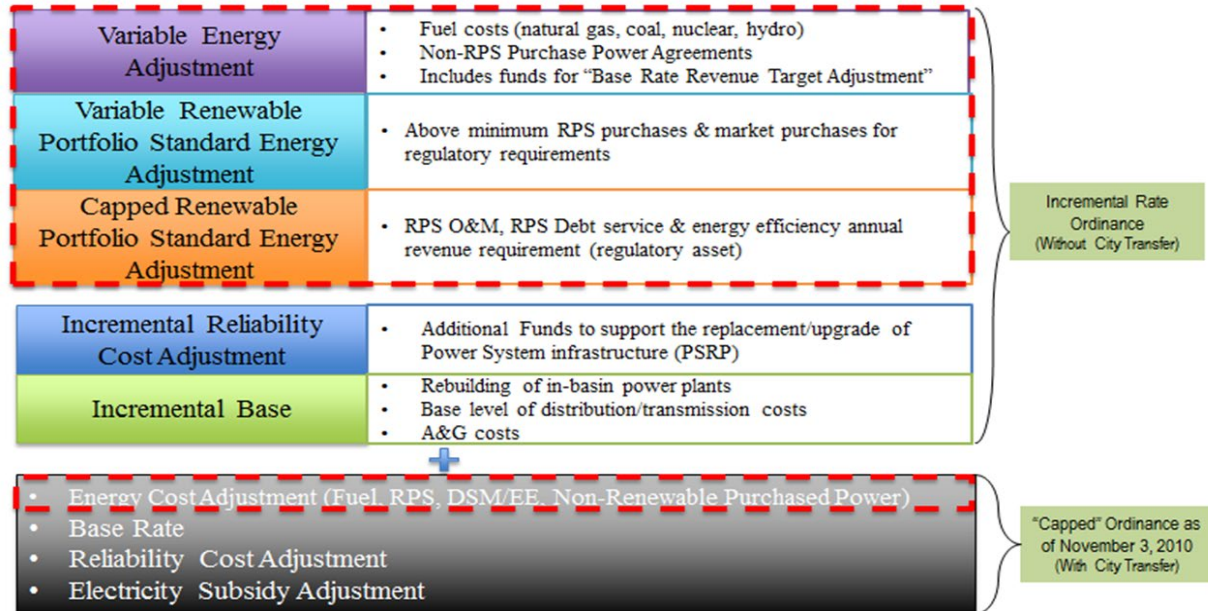 Variable Energy
Adjustment
• Fuel costs (natural gas, coal, nuclear, hydro)
• Non-RPS Purchase Power Agreements
• Includes funds for “Base Rate Revenue Target Adjustment”
Variable Renewable
Portfolio Standard Energy
Adjustment
• Above minimum RPS purchases & market purchases for
regulatory requirements
Capped Renewable
Portfolio Standard Energy
Adjustment
• RPS O&M, RPS Debt service & energy efficiency annual
revenue requirement (regulatory asset)
Incremental Reliability
Cost Adjustment
• Additional Funds to support the replacement/upgrade of
Power System infrastructure (PSRP)
Incremental Base
• Rebuilding of in-basin power plants
• Base level of distribution/transmission costs
• A&G costs
Incremental Rate
Ordinance
(Without City Transfer)
• Energy Cost Adjustment (Fuel, RPS, DSM/EE, Non-Renewable Purchased Power)
• Base Rate
• Reliability Cost Adjustment
• Electricity Subsidy Adjustment
“Capped” Ordinance as
of November 3, 2010
(With City Transfer)